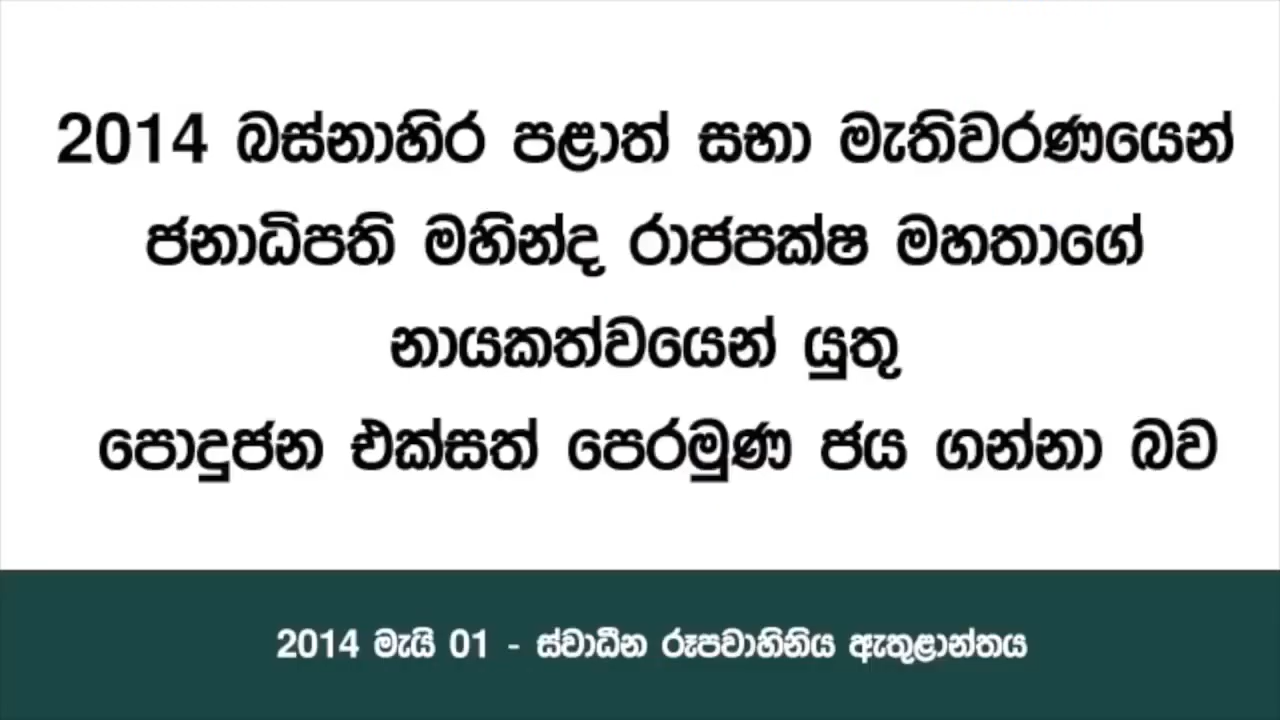 2014 බස්නාහිර පළාත් සභා මැතිවරණයෙන්
ජනාධිපති මහින්ද රාජපක්ෂ මහතාගේ
නායකත්වයෙන් යුතු
පොදුජන එක්සත් පෙරමුණ ජය ගන්නා බව
2014 මැයි 01 - ස්වාධීන රූපවාහිනිය ඇතුළාන්තය